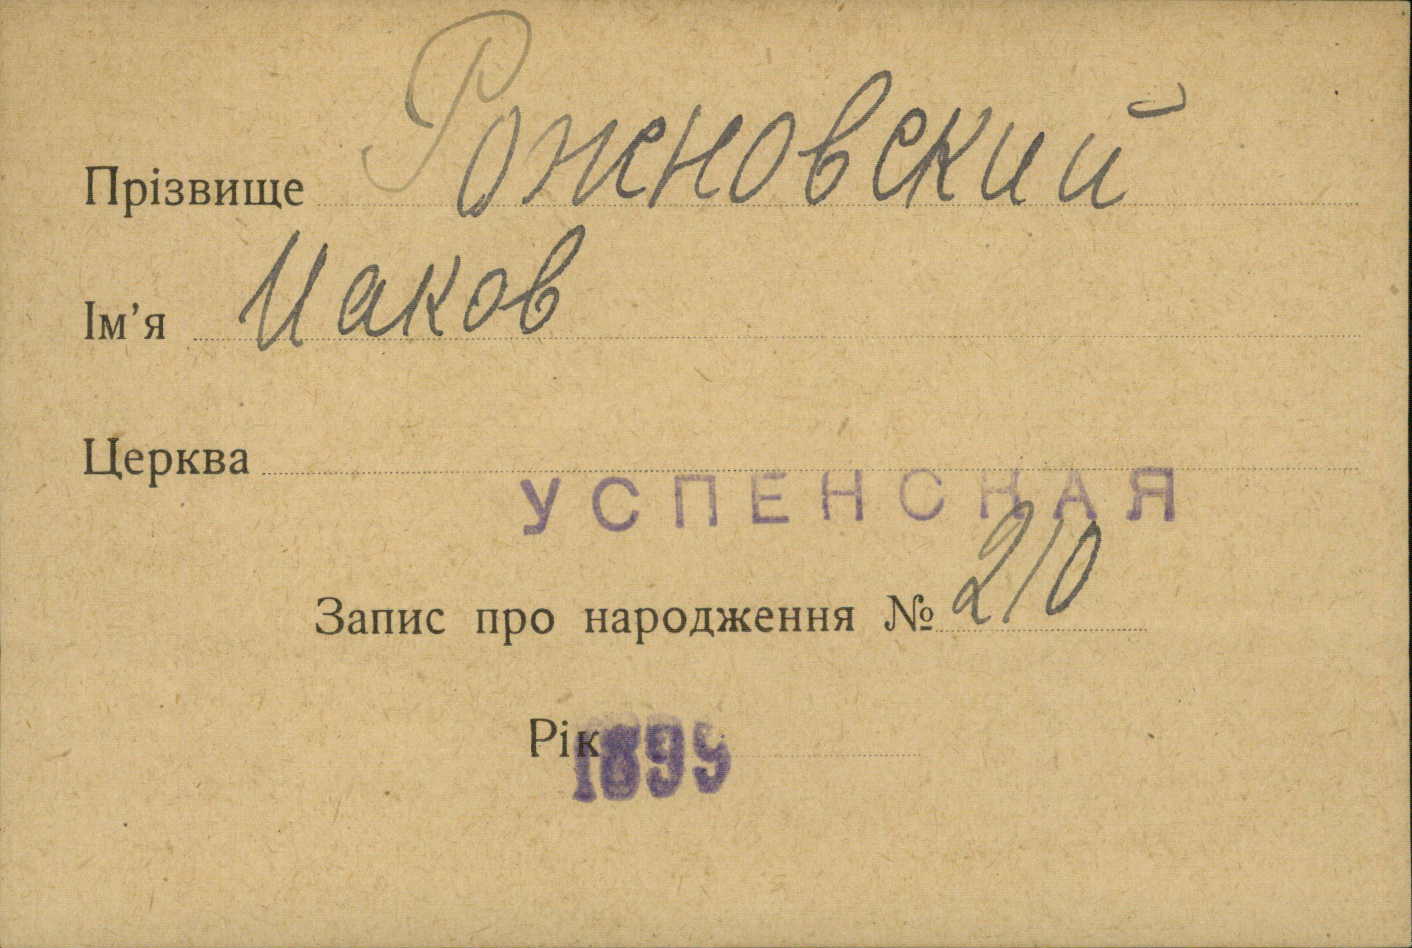 Прізвище Рожновский
Ім'я Иаков
Церква
УСПЕНСКАЯ
Запис про народження № 210
Рік 1899